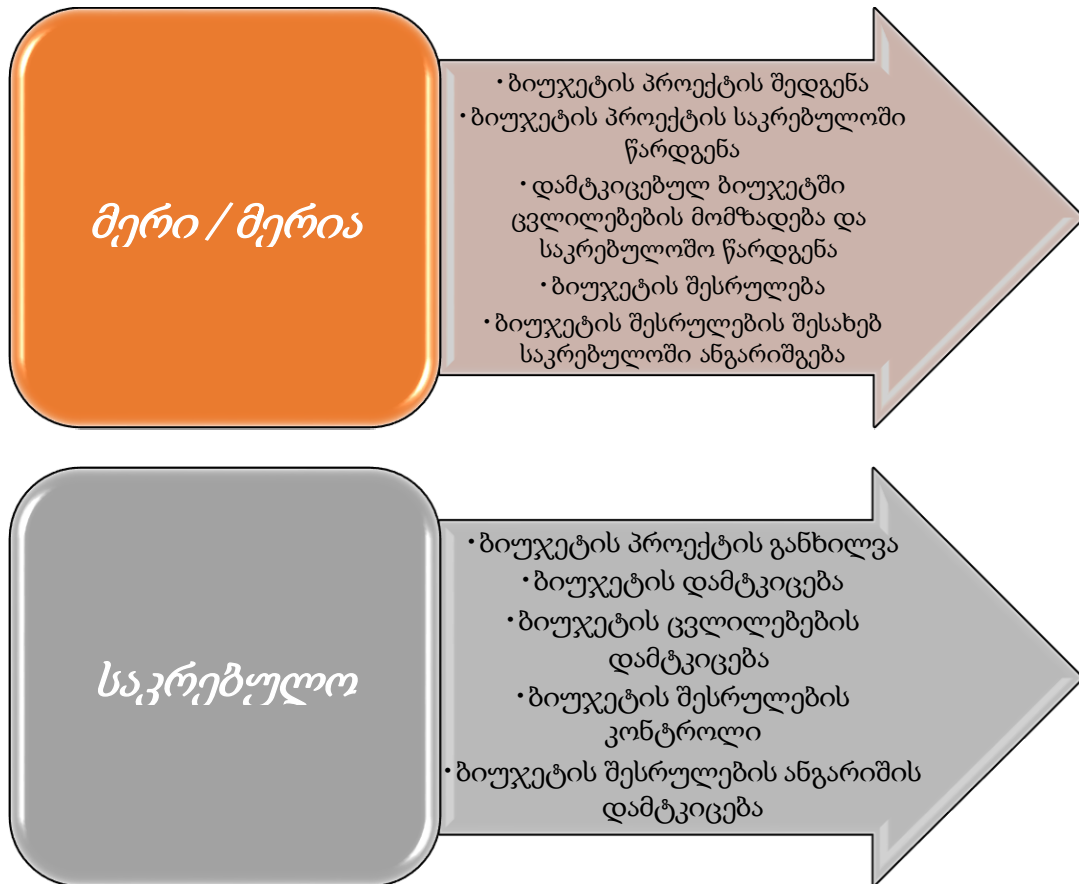 მერი / მერია
• ბიუჯეტის პროექტის შედგენა
• ბიუჯეტის პროექტის საკრებულოში
წარდგენა
• დამტკიცებულ ბიუჯეტში
ცვლილებების მომზადება და
საკრებულოშო წარდგენა
• ბიუჯეტის შესრულება
• ბიუჯეტის შესრულების შესახებ
საკრებულოში ანგარიშგება
საკრებულო
• ბიუჯეტის პროექტის განხილვა
• ბიუჯეტის დამტკიცება
• ბიუჯეტის ცვლილებების
დამტკიცება
• ბიუჯეტის შესრულების
კონტროლი
• ბიუჯეტის შესრულების ანგარიშის
დამტკიცება